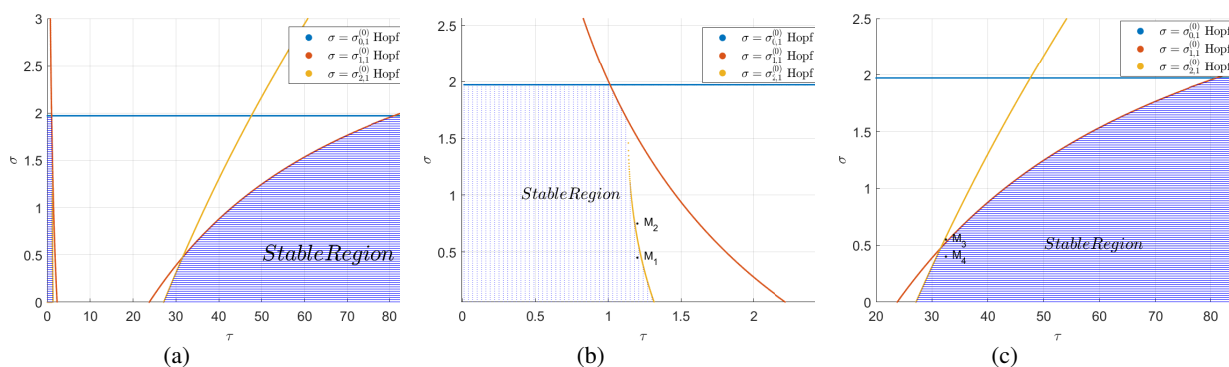 3
2.5
2
1.5
1
0.5
0
σ
0 10 20 30 40 50 60 70 80
τ
σ = σ_{0,1}^{(0)} Hopf
σ = σ_{1,1}^{(0)} Hopf
σ = σ_{2,1}^{(0)} Hopf
StableRegion
(a)
2.5
2
1.5
1
0.5
σ
0 0.5 1 1.5 2
τ
σ = σ_{(,1}^{(0)} Hopf
σ = σ_{1,1}^{(0)} Hopf
σ = σ_{2,1}^{(0)} Hopf
StableRegion
M_2
M_1
(b)
2.5
2
1.5
1
0.5
0
σ
20 30 40 50 60 70 80
τ
σ = σ_{0,1}^{(0)} Hopf
σ = σ_{1,1}^{(0)} Hopf
σ = σ_{2,1}^{(0)} Hopf
M_3
M_4
StableRegion
(c)